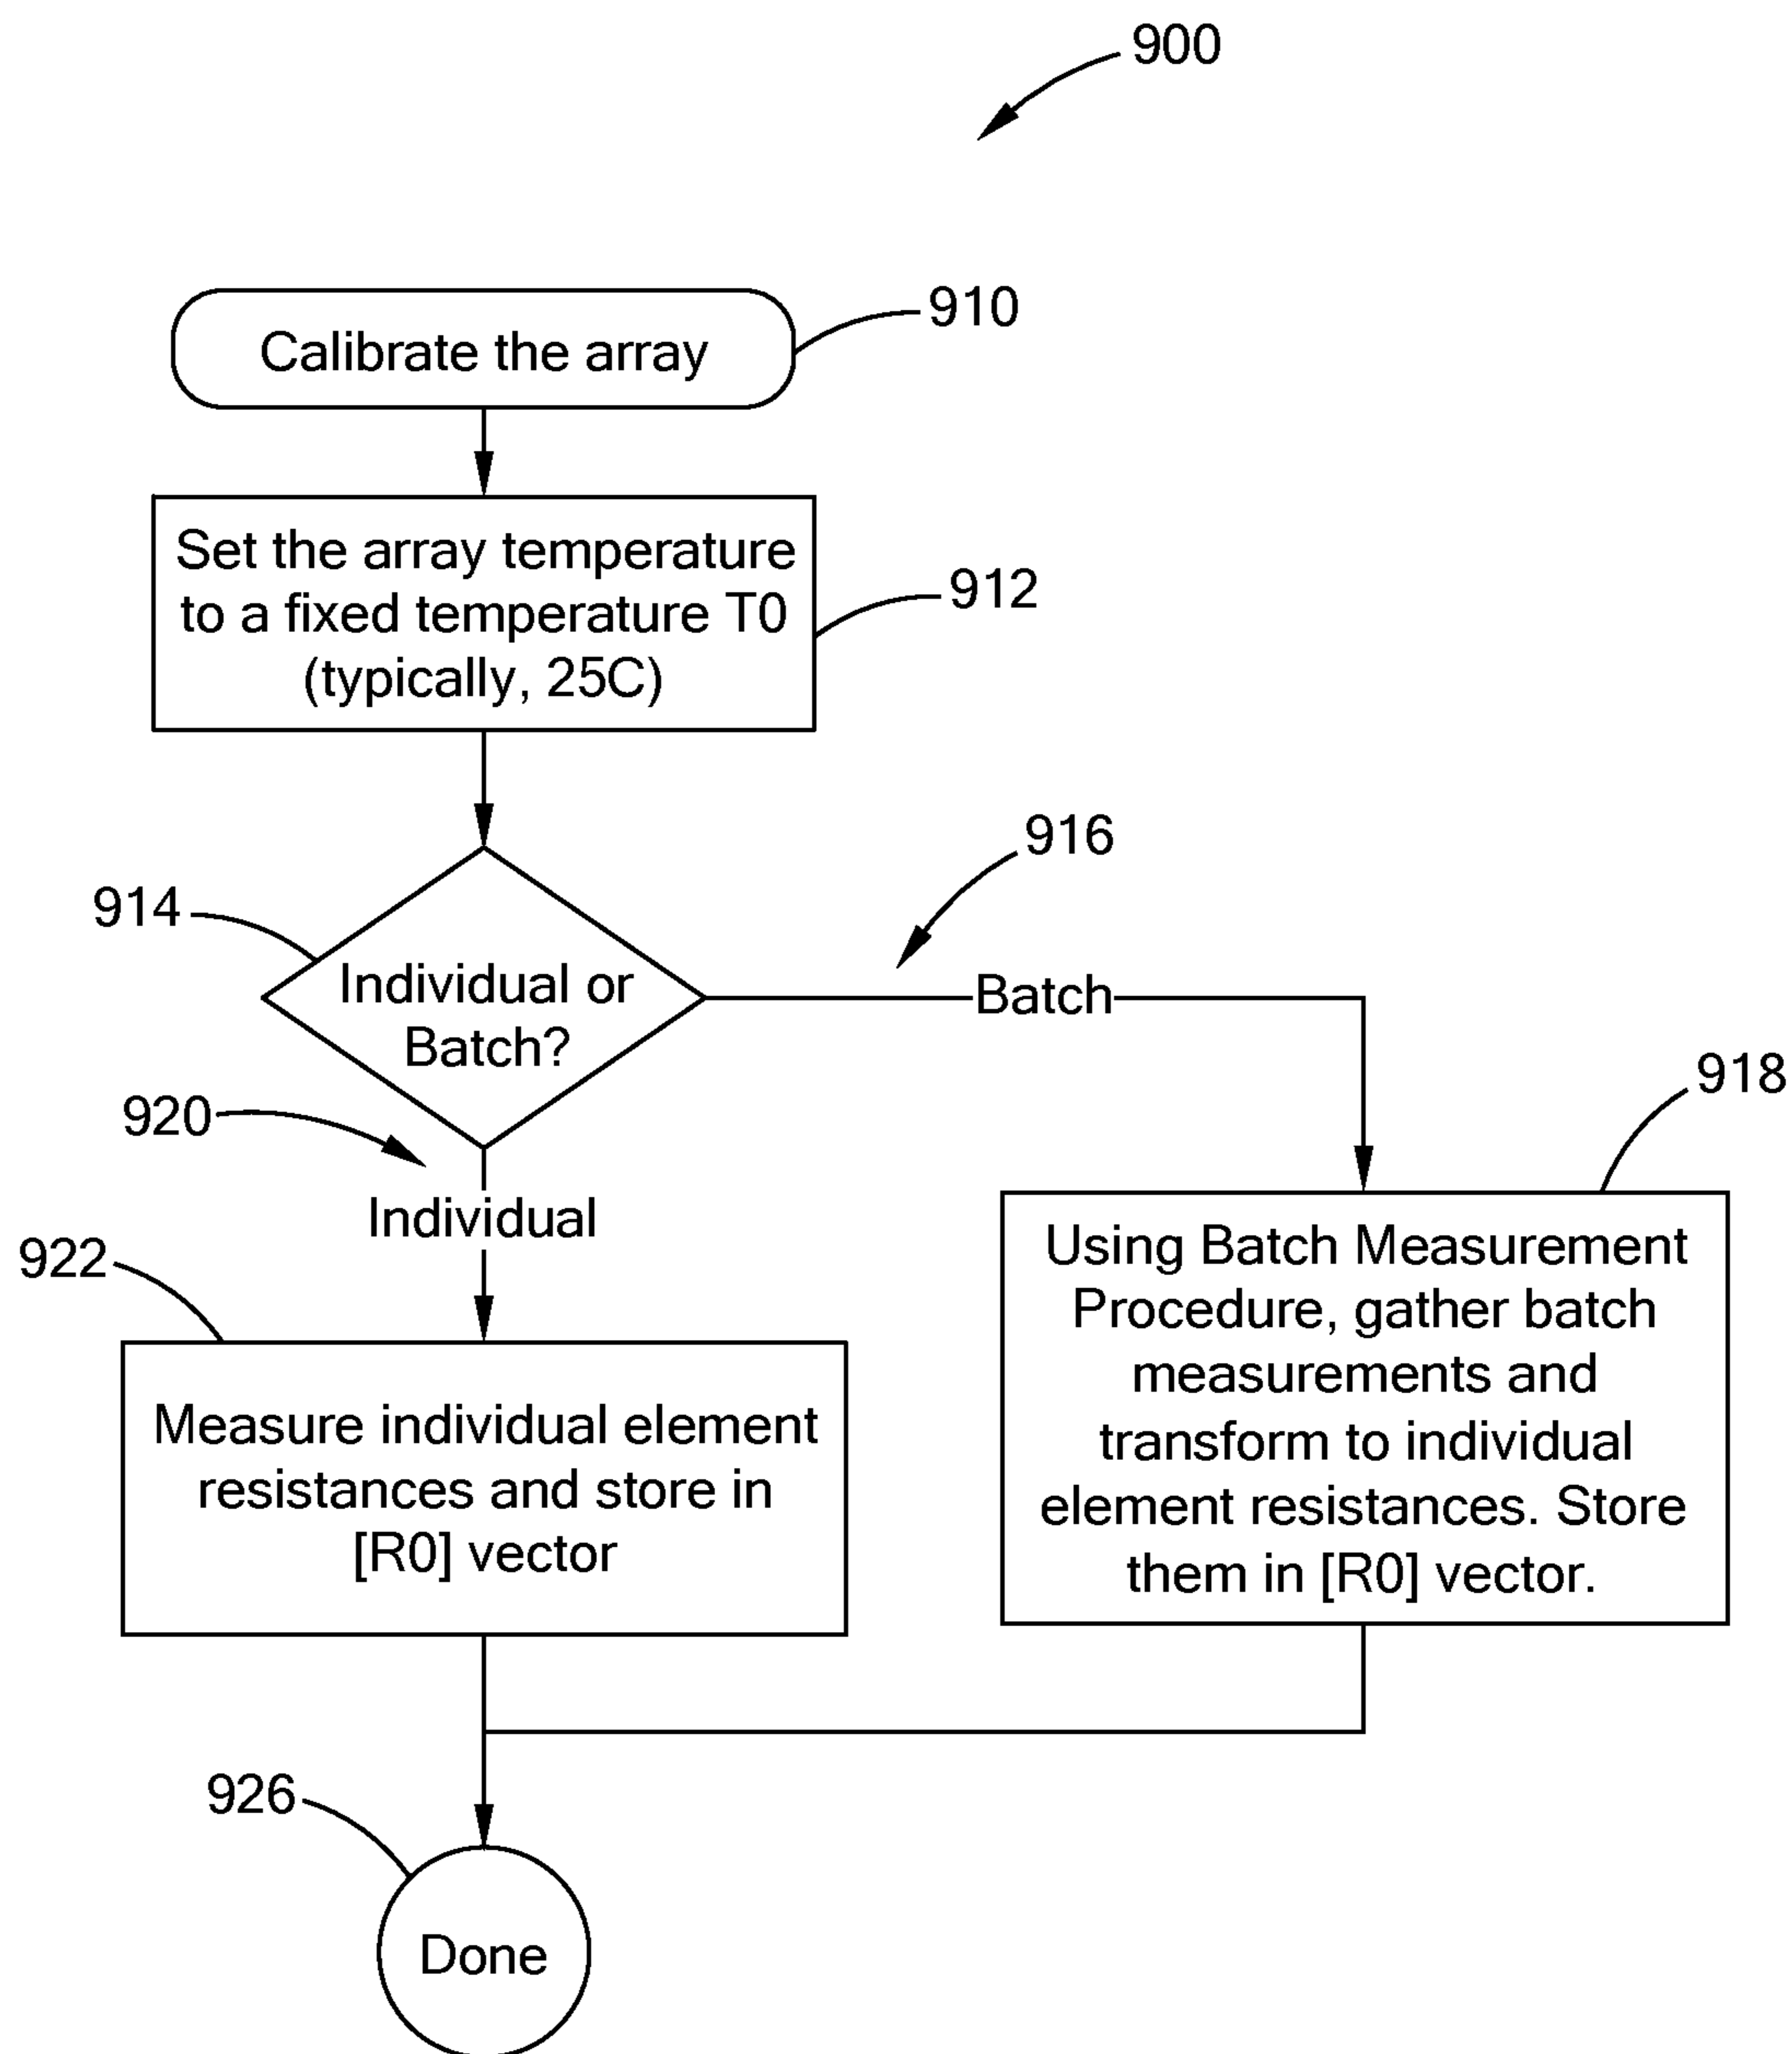 900
Calibrate the array
910
Set the array temperature
to a fixed temperature T0
(typically, 25C)
912
914
Individual or
Batch?
916
Batch
918
920
Individual
922
Measure individual element
resistances and store in
[R0] vector
Using Batch Measurement
Procedure, gather batch
measurements and
transform to individual
element resistances. Store
them in [R0] vector.
926
Done